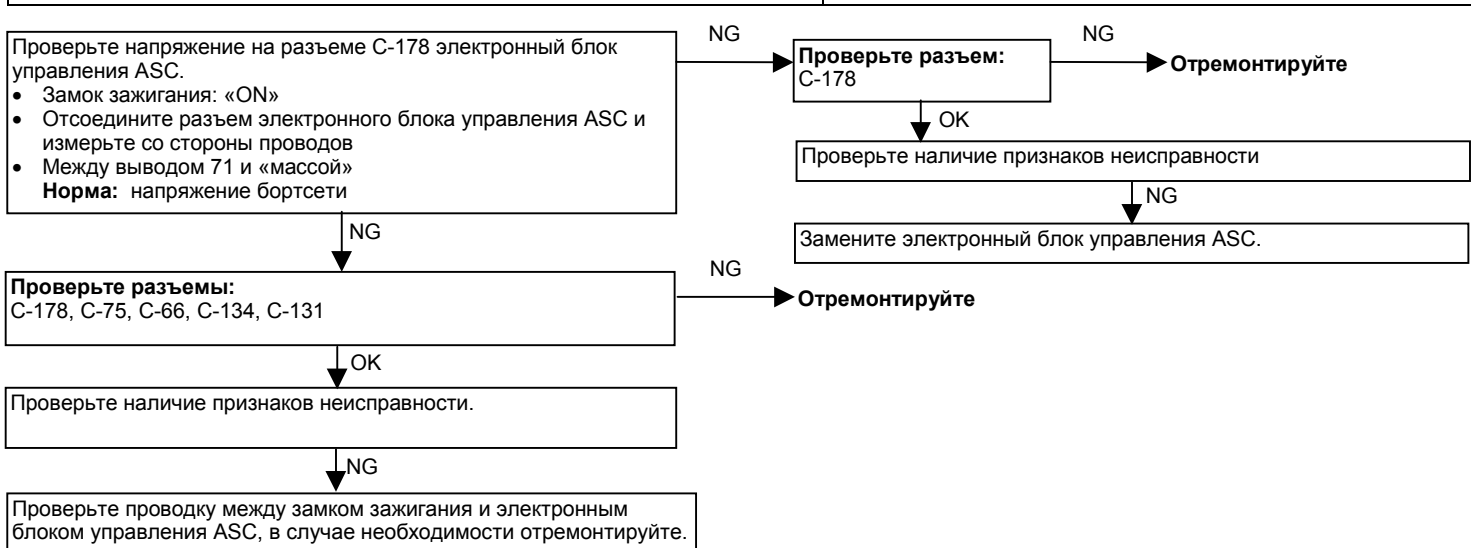 Проверьте напряжение на разъеме С-178 электронный блок
управления ASC.
• Замок зажигания: «ON»
• Отсоедините разъем электронного блока управления ASC и
измерьте со стороны проводов
• Между выводом 71 и «массой»
Норма: напряжение бортсети
NG
Проверьте разъем:
С-178
NG
Отремонтируйте
OK
Проверьте наличие признаков неисправности
NG
Замените электронный блок управления ASC.
NG
Проверьте разъемы:
С-178, С-75, С-66, С-134, С-131
NG
Отремонтируйте
OK
Проверьте наличие признаков неисправности.
NG
Проверьте проводку между замком зажигания и электронным
блоком управления ASC, в случае необходимости отремонтируйте.